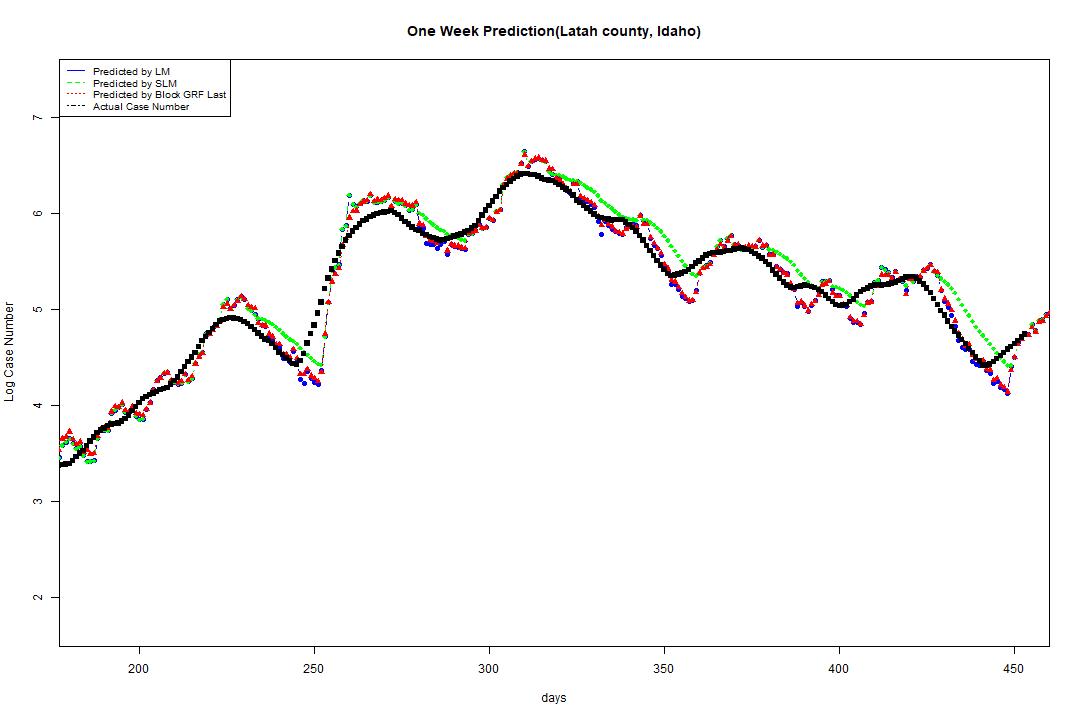 One Week Prediction(Latah county, Idaho)
Predicted by LM
Predicted by SLM
Predicted by Block GRF Last
Actual Case Number
Log Case Number
7
6
5
4
3
2
200 250 300 350 400 450
days